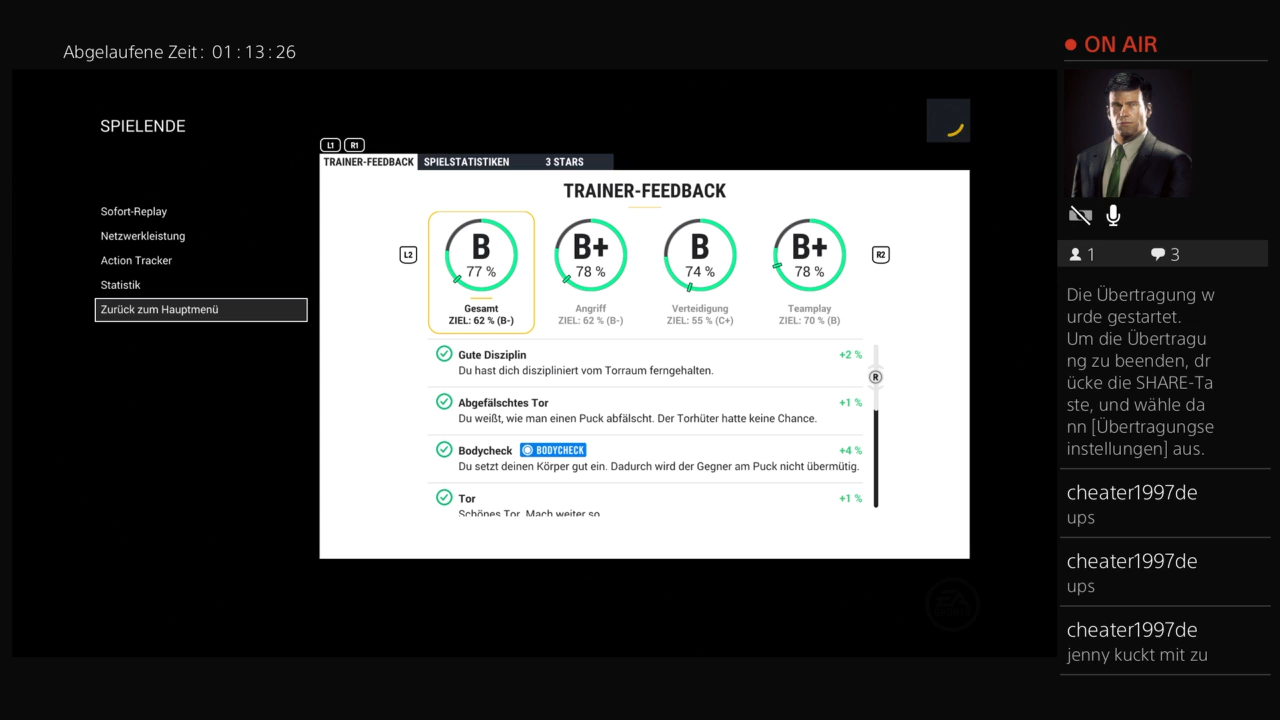 Abgelaufene Zeit: 01:13:26
ON AIR
SPIELENDE
L1 R1
TRAINER-FEEDBACK SPIELSTATISTIKEN 3 STARS
TRAINER-FEEDBACK
Sofort-Replay
Netzwerkleistung
Action Tracker
Statistik
Zurück zum Hauptmenü
L2
B
77 %
Gesamt
ZIEL: 62 % (B-)
B+
78 %
Angriff
ZIEL: 62 % (B-)
B
74 %
Verteidigung
ZIEL: 55 % (C+)
B+
78 %
Teamplay
ZIEL: 70 % (B)
R2
Gute Disziplin +2 %
Du hast dich diszipliniert vom Torraum ferngehalten.
R
Abgefälschtes Tor +1 %
Du weißt, wie man einen Puck abfälscht. Der Torhüter hatte keine Chance.
Bodycheck BODYCHECK +4 %
Du setzt deinen Körper gut ein. Dadurch wird der Gegner am Puck nicht übermütig.
Tor +1 %
Schönes Tor. Mach weiter so
EA
1 3
Die Übertragung w
urde gestartet.
Um die Übertragu
ng zu beenden, dr
ücke die SHARE-Ta
ste, und wähle da
nn [Übertragungse
instellungen] aus.
cheater1997de
ups
cheater1997de
ups
cheater1997de
jenny kuckt mit zu